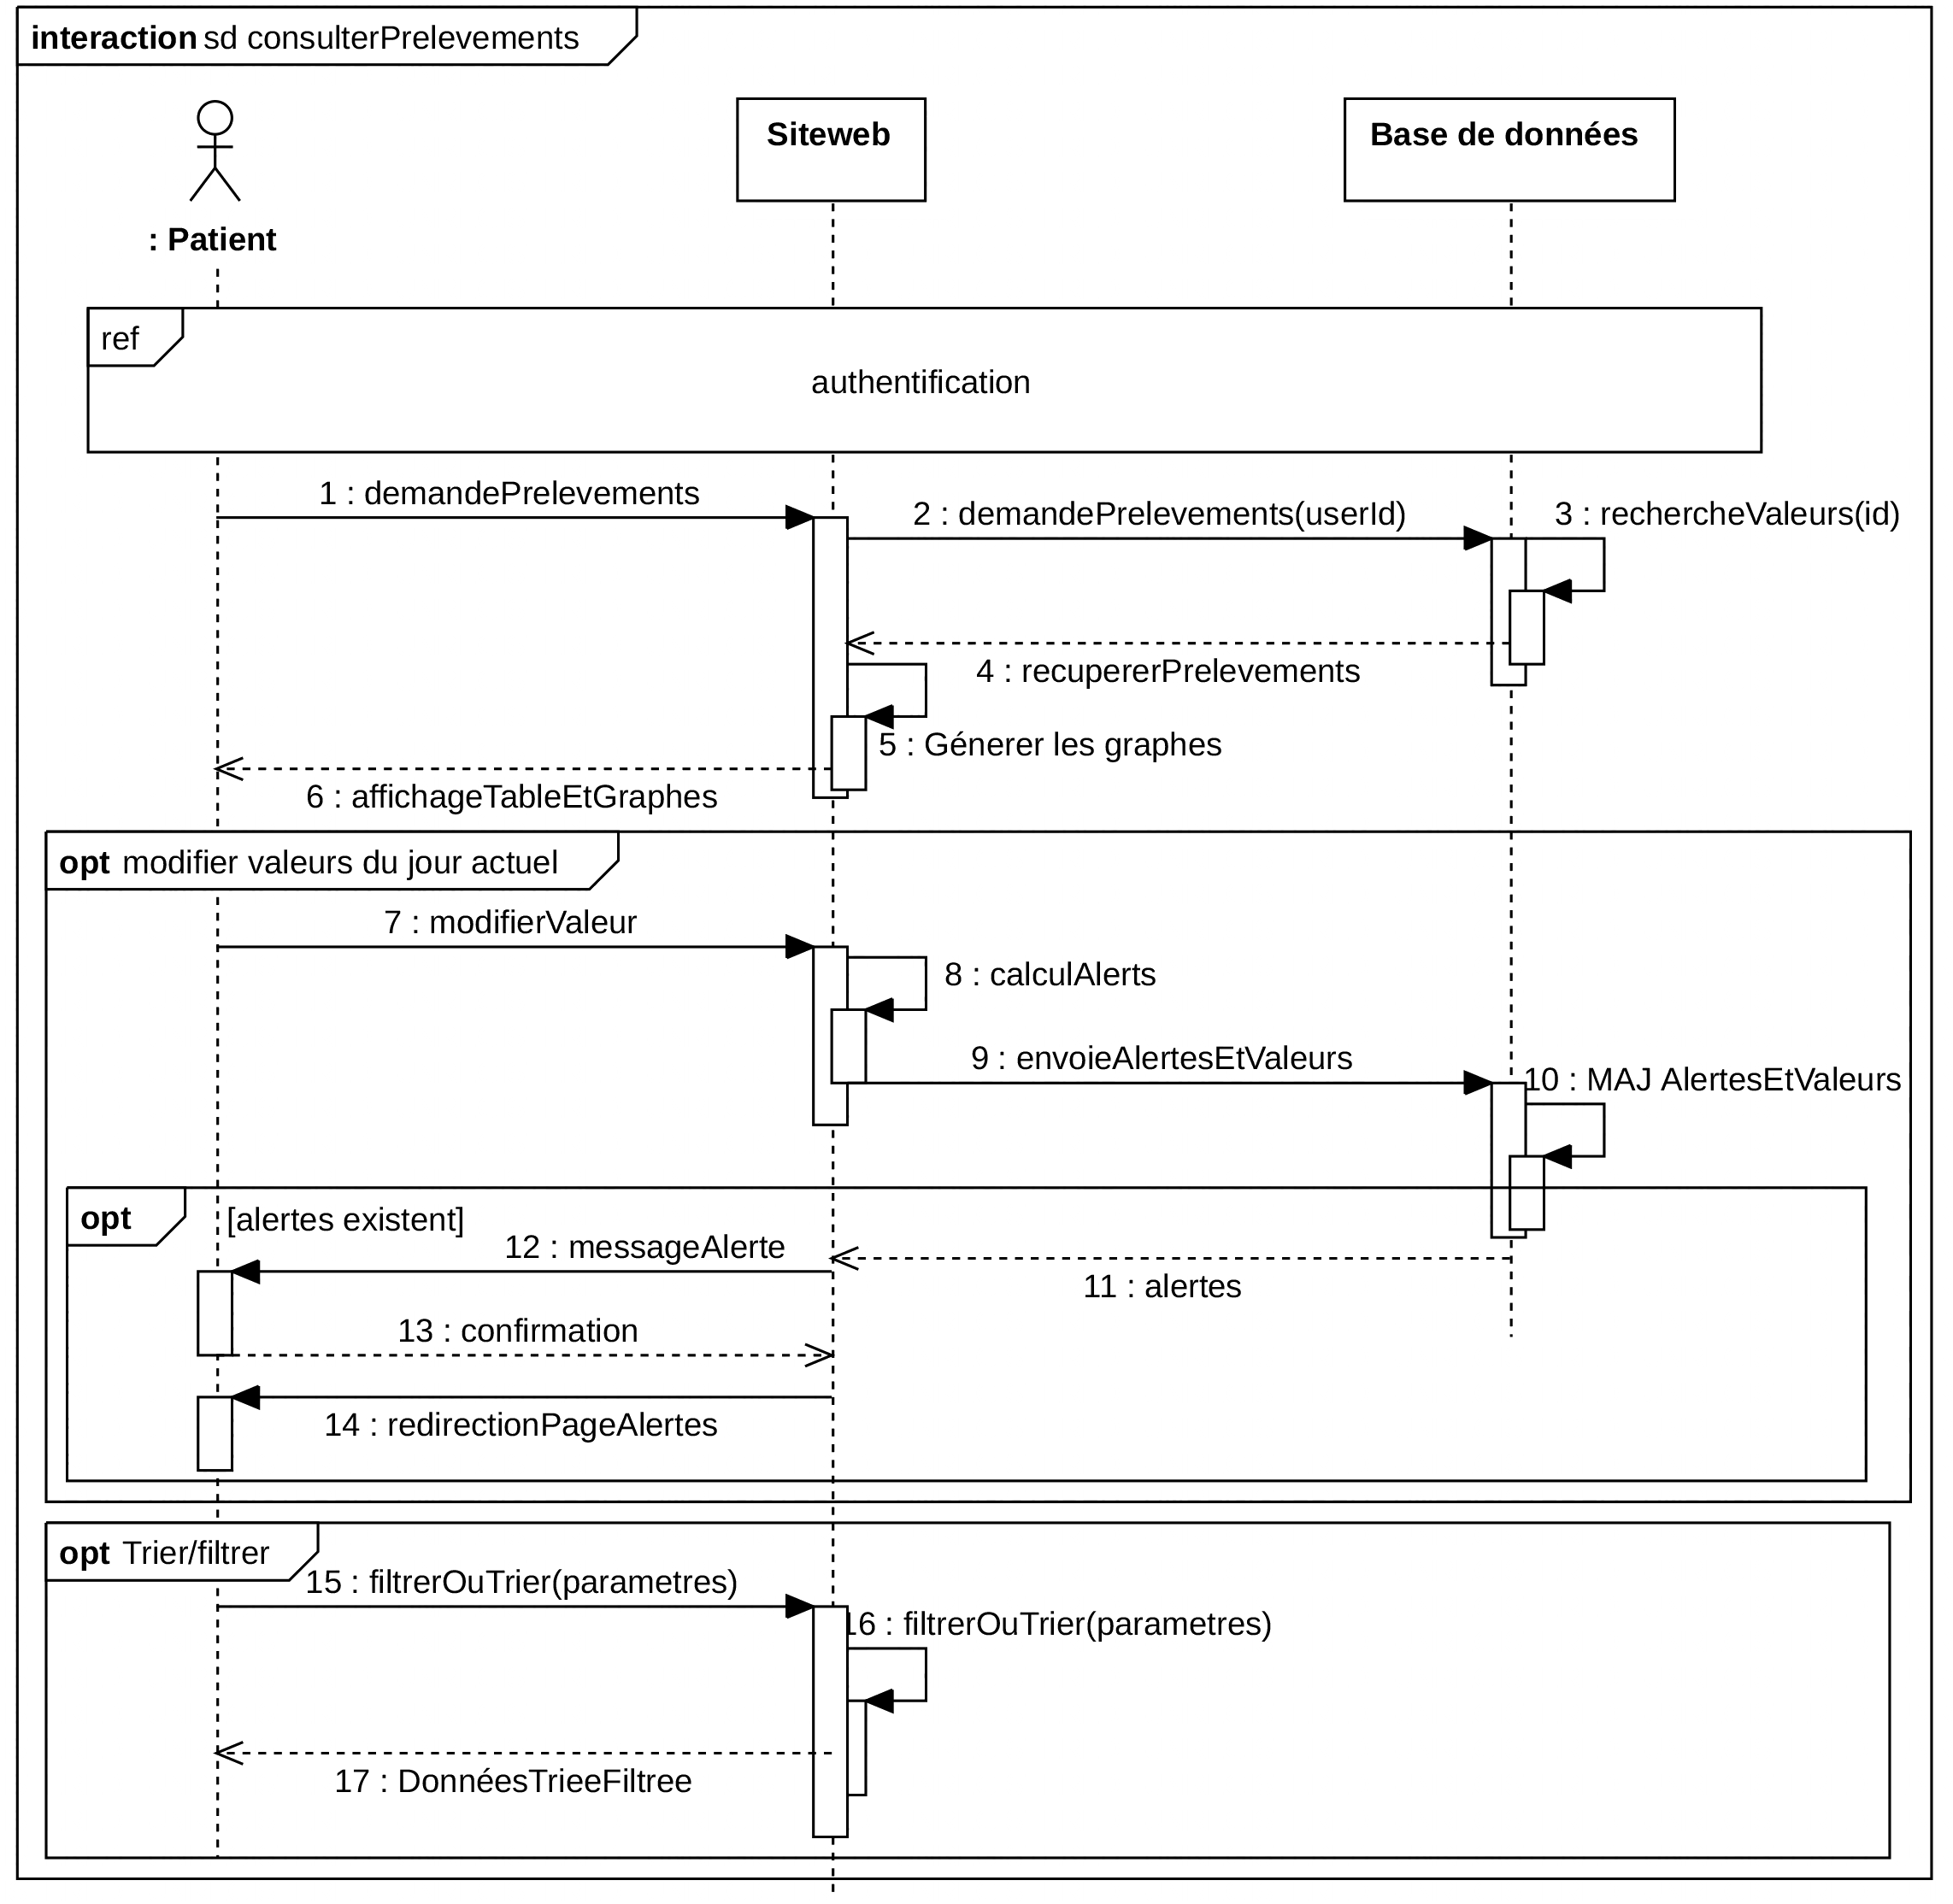 interaction sd consulterPrelevements
: Patient
Siteweb
Base de données
ref
authentification
1 : demandePrelevements
2 : demandePrelevements(userId)
3 : rechercheValeurs(id)
4 : recupererPrelevements
5 : Génerer les graphes
6 : affichageTableEtGraphes
opt modifier valeurs du jour actuel
7 : modifierValeur
8 : calculAlerts
9 : envoieAlertesEtValeurs
10 : MAJ AlertesEtValeurs
opt [alertes existent]
12 : messageAlerte
11 : alertes
13 : confirmation
14 : redirectionPageAlertes
opt Trier/filtrer
15 : filtrerOuTrier(parametres)
16 : filtrerOuTrier(parametres)
17 : DonnéesTrieeFiltree